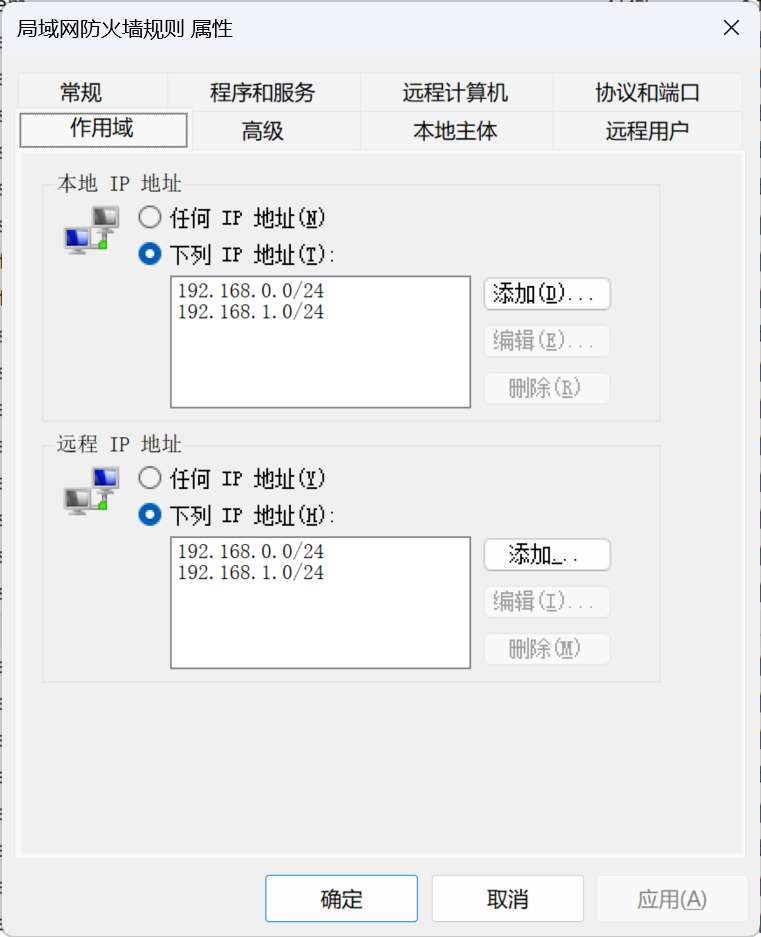 局域网防火墙规则 属性
常规 程序和服务 远程计算机 协议和端口
作用域 高级 本地主体 远程用户
本地 IP 地址
任何 IP 地址(N)
下列 IP 地址(T):
192.168.0.0/24
192.168.1.0/24
添加(D)...
编辑(E)...
删除(R)
远程 IP 地址
任何 IP 地址(Y)
下列 IP 地址(H):
192.168.0.0/24
192.168.1.0/24
添加...
编辑(I)...
删除(M)
确定 取消 应用(A)